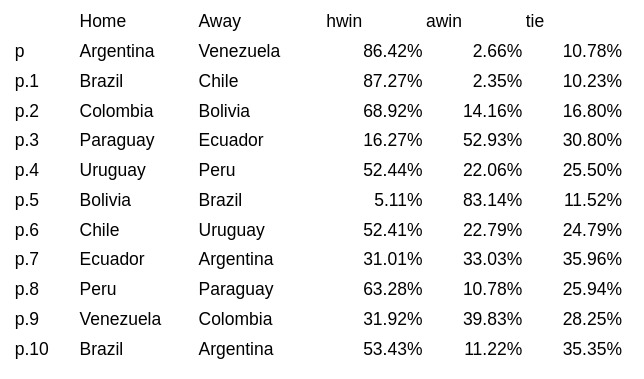 Home Away hwin awin tie
p Argentina Venezuela 86.42% 2.66% 10.78%
p.1 Brazil Chile 87.27% 2.35% 10.23%
p.2 Colombia Bolivia 68.92% 14.16% 16.80%
p.3 Paraguay Ecuador 16.27% 52.93% 30.80%
p.4 Uruguay Peru 52.44% 22.06% 25.50%
p.5 Bolivia Brazil 5.11% 83.14% 11.52%
p.6 Chile Uruguay 52.41% 22.79% 24.79%
p.7 Ecuador Argentina 31.01% 33.03% 35.96%
p.8 Peru Paraguay 63.28% 10.78% 25.94%
p.9 Venezuela Colombia 31.92% 39.83% 28.25%
p.10 Brazil Argentina 53.43% 11.22% 35.35%